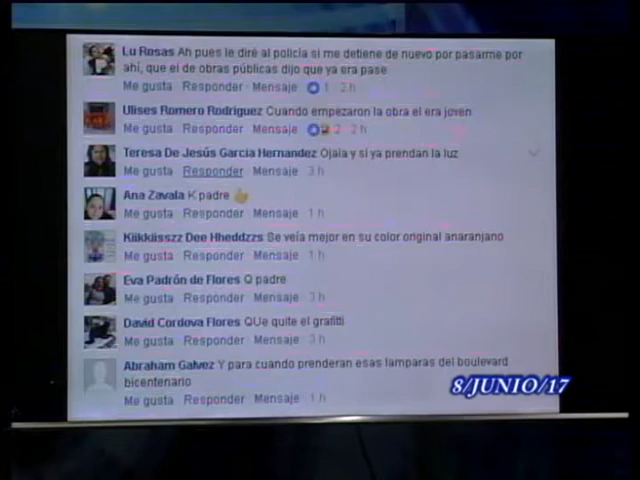 Lu Rosas Ah pues le diré al policía si me detiene de nuevo por pasarme por
ahí, que el de obras públicas dijo que ya era pase
Me gusta · Responder · Mensaje · 1 · 2 h
Ulises Romero Rodriguez Cuando empezaron la obra el era joven
Me gusta · Responder · Mensaje · 2 · 2 h
Teresa De Jesús Garcia Hernandez Ojala y si ya prendan la luz
Me gusta · Responder · Mensaje · 3 h
Ana Zavala K padre 👍
Me gusta · Responder · Mensaje · 1 h
Kiikkiisszz Dee Hheddzzs Se veía mejor en su color original anaranjano
Me gusta · Responder · Mensaje · 1 h
Eva Padrón de Flores Q padre
Me gusta · Responder · Mensaje · 3 h
David Cordova Flores QUe quite el grafitti
Me gusta · Responder · Mensaje · 3 h
Abraham Galvez Y para cuando prenderan esas lamparas del boulevard
bicentenario
Me gusta · Responder · Mensaje · 1 h
8/JUNIO/17